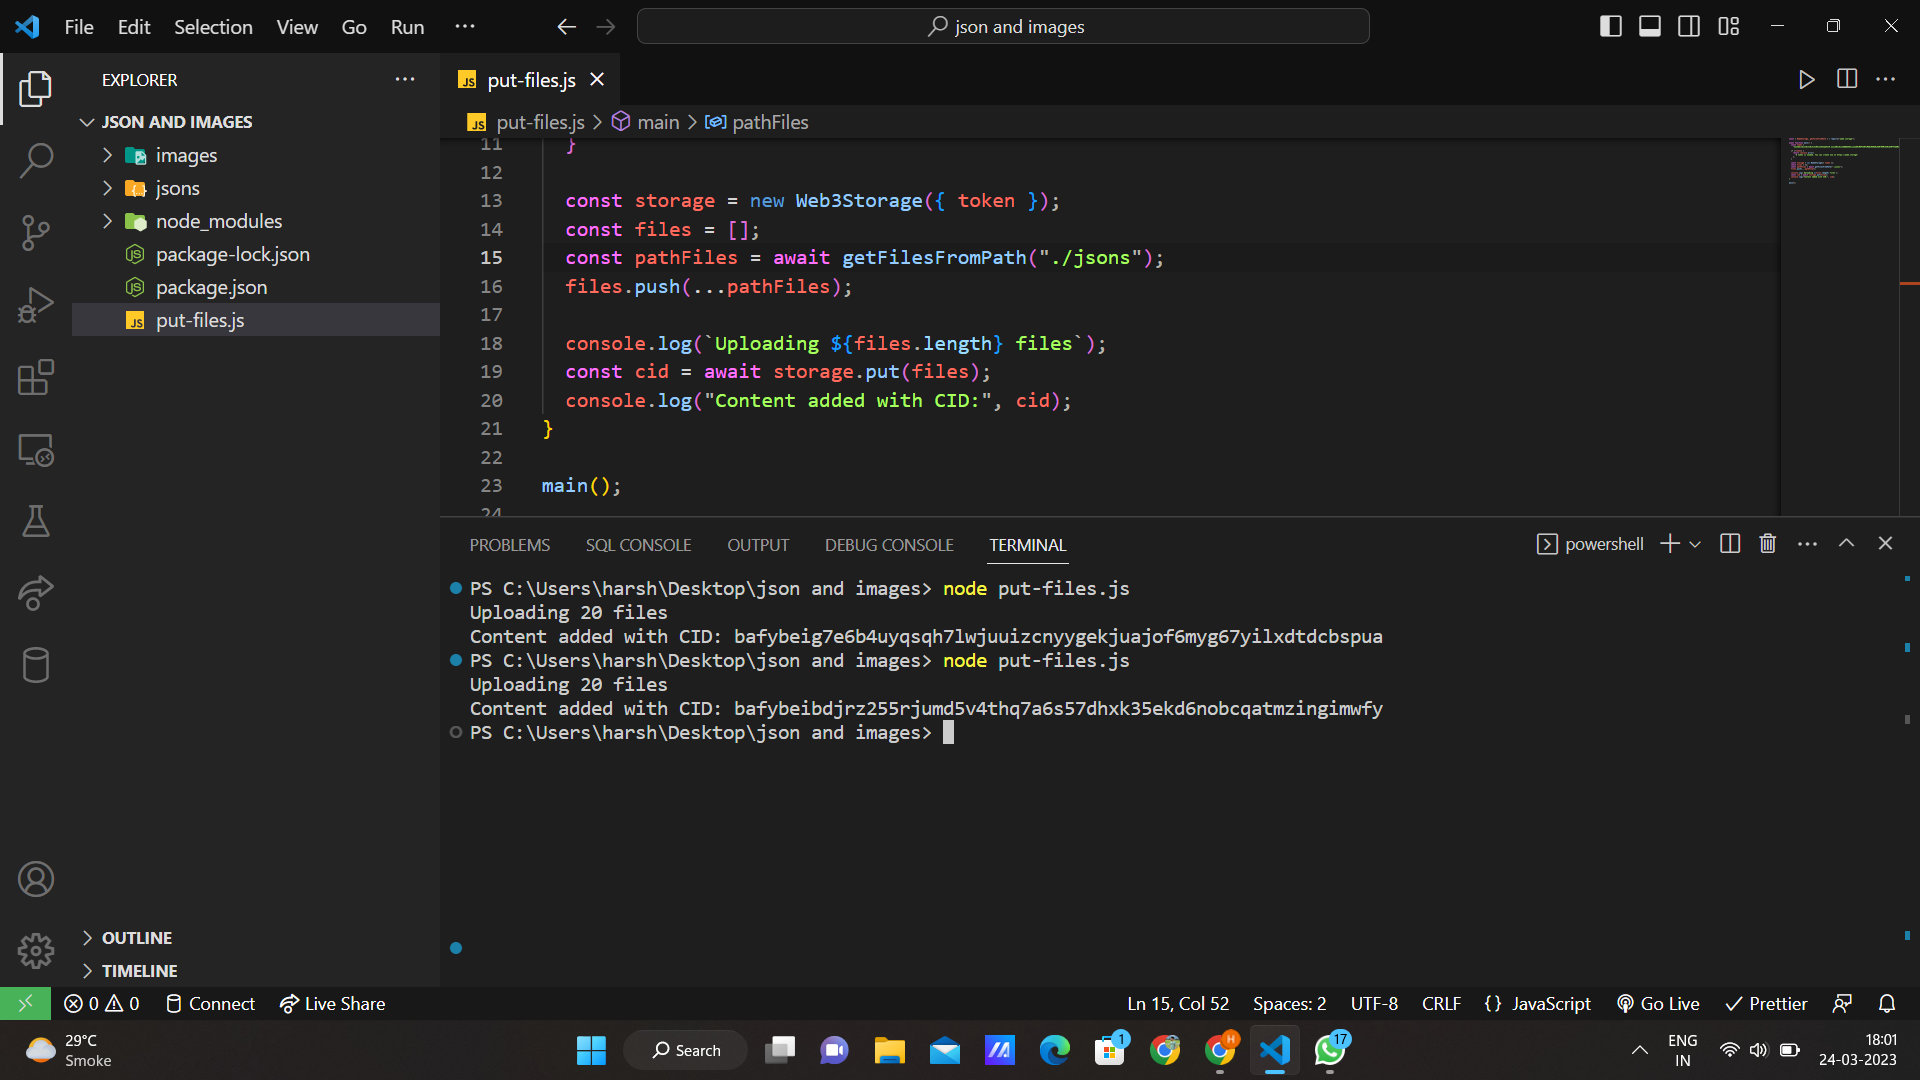 File Edit Selection View Go Run ···
json and images
EXPLORER ···
JSON AND IMAGES
images
jsons
node_modules
package-lock.json
package.json
JS put-files.js
OUTLINE
TIMELINE
JS put-files.js
JS put-files.js > main > pathFiles
11 }
12
13 const storage = new Web3Storage({ token });
14 const files = [];
15 const pathFiles = await getFilesFromPath("./jsons");
16 files.push(...pathFiles);
17
18 console.log(`Uploading ${files.length} files`);
19 const cid = await storage.put(files);
20 console.log("Content added with CID:", cid);
21 }
22
23 main();
24
PROBLEMS SQL CONSOLE OUTPUT DEBUG CONSOLE TERMINAL
powershell
PS C:\Users\harsh\Desktop\json and images> node put-files.js
Uploading 20 files
Content added with CID: bafybeig7e6b4uyqsqh7lwjuuizcnyygekjuajof6myg67yilxdtdcbspua
PS C:\Users\harsh\Desktop\json and images> node put-files.js
Uploading 20 files
Content added with CID: bafybeibdjrz255rjumd5v4thq7a6s57dhxk35ekd6nobcqatmzingimwfy
PS C:\Users\harsh\Desktop\json and images>
0 0 Connect Live Share
Ln 15, Col 52 Spaces: 2 UTF-8 CRLF {} JavaScript Go Live Prettier
29°C
Smoke
Search
1
H
17
ENG
IN
18:01
24-03-2023